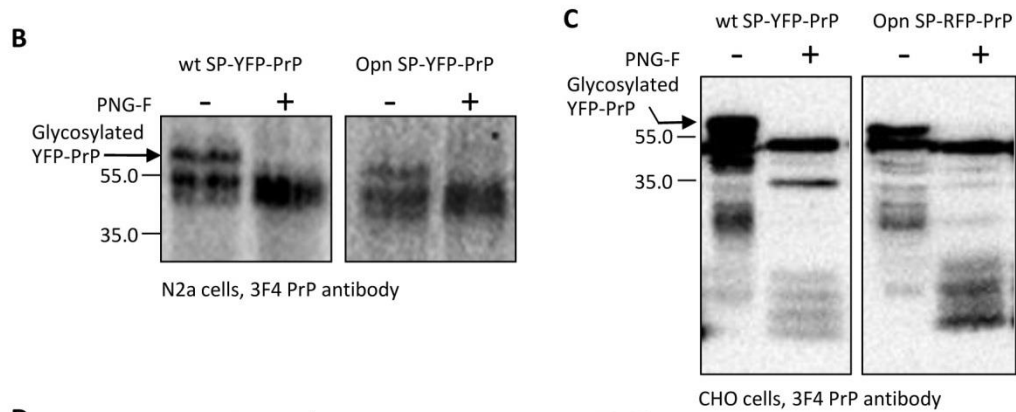 B
wt SP-YFP-PrP Opn SP-YFP-PrP
PNG-F - + - +
Glycosylated
YFP-PrP
55.0
35.0
N2a cells, 3F4 PrP antibody
C
wt SP-YFP-PrP Opn SP-RFP-PrP
PNG-F - + - +
Glycosylated
YFP-PrP
55.0
35.0
CHO cells, 3F4 PrP antibody